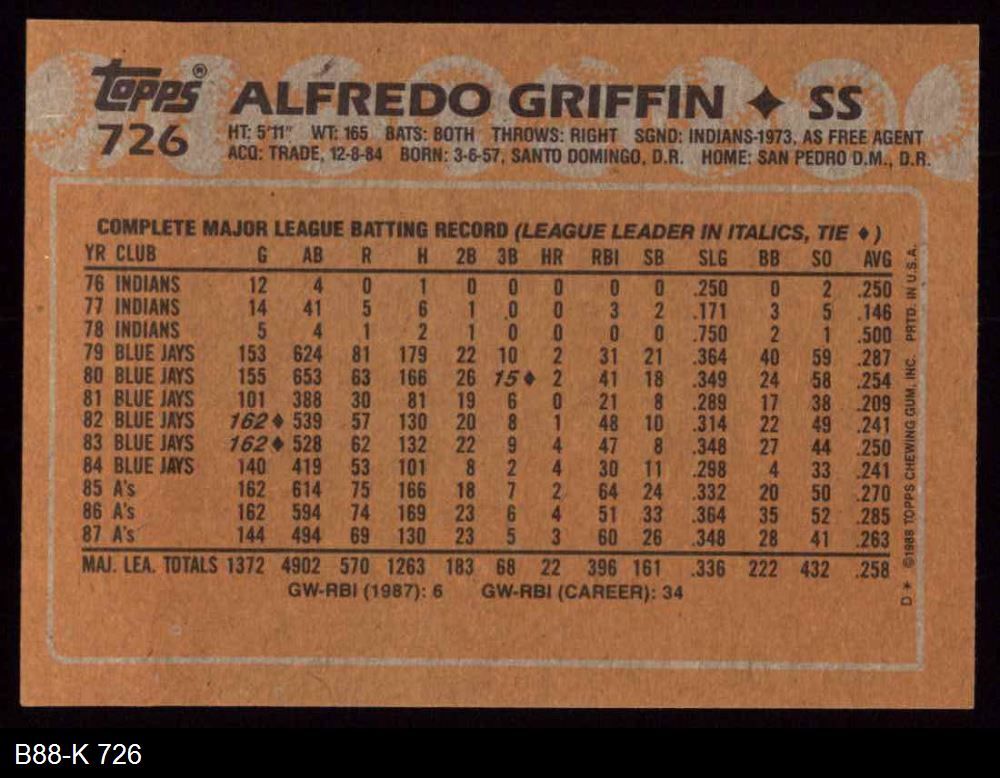 topps® ALFREDO GRIFFIN ♦ SS
726 HT: 5'11" WT: 165 BATS: BOTH THROWS: RIGHT SGND: INDIANS-1973, AS FREE AGENT
ACQ: TRADE, 12-8-84 BORN: 3-6-57, SANTO DOMINGO, D.R. HOME: SAN PEDRO D.M., D.R.
COMPLETE MAJOR LEAGUE BATTING RECORD (LEAGUE LEADER IN ITALICS, TIE ♦)
YR CLUB G AB R H 2B 3B HR RBI SB SLG BB SO AVG
76 INDIANS 12 4 0 1 0 0 0 0 0 .250 0 2 .250
77 INDIANS 14 41 5 6 1 .0 0 3 2 .171 3 5 .146
78 INDIANS 5 4 1 2 1 0 0 0 0 .750 2 1 .500
79 BLUE JAYS 153 624 81 179 22 10 2 31 21 .364 40 59 .287
80 BLUE JAYS 155 653 63 166 26 15♦ 2 41 18 .349 24 58 .254
81 BLUE JAYS 101 388 30 81 19 6 0 21 8 .289 17 38 .209
82 BLUE JAYS 162♦ 539 57 130 20 8 1 48 10 .314 22 49 .241
83 BLUE JAYS 162♦ 528 62 132 22 9 4 47 8 .348 27 44 .250
84 BLUE JAYS 140 419 53 101 8 2 4 30 11 .298 4 33 .241
85 A's 162 614 75 166 18 7 2 64 24 .332 20 50 .270
86 A's 162 594 74 169 23 6 4 51 33 .364 35 52 .285
87 A's 144 494 69 130 23 5 3 60 26 .348 28 41 .263
MAJ. LEA. TOTALS 1372 4902 570 1263 183 68 22 396 161 .336 222 432 .258
GW-RBI (1987): 6 GW-RBI (CAREER): 34
D * ©1988 TOPPS CHEWING GUM, INC. PRTD. IN U.S.A.
B88-K 726